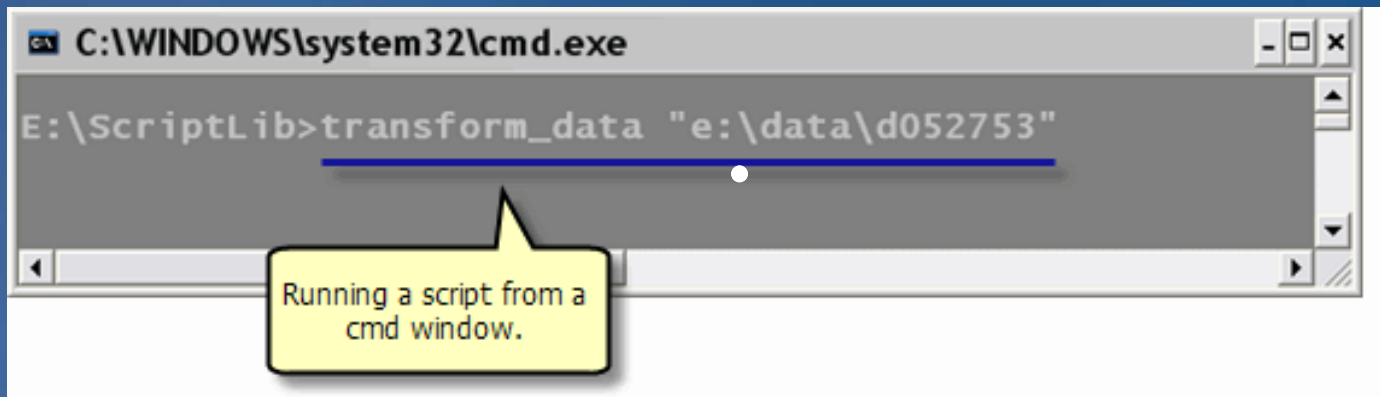 C:\WINDOWS\system32\cmd.exe
E:\ScriptLib>transform_data "e:\data\d052753"
Running a script from a
cmd window.